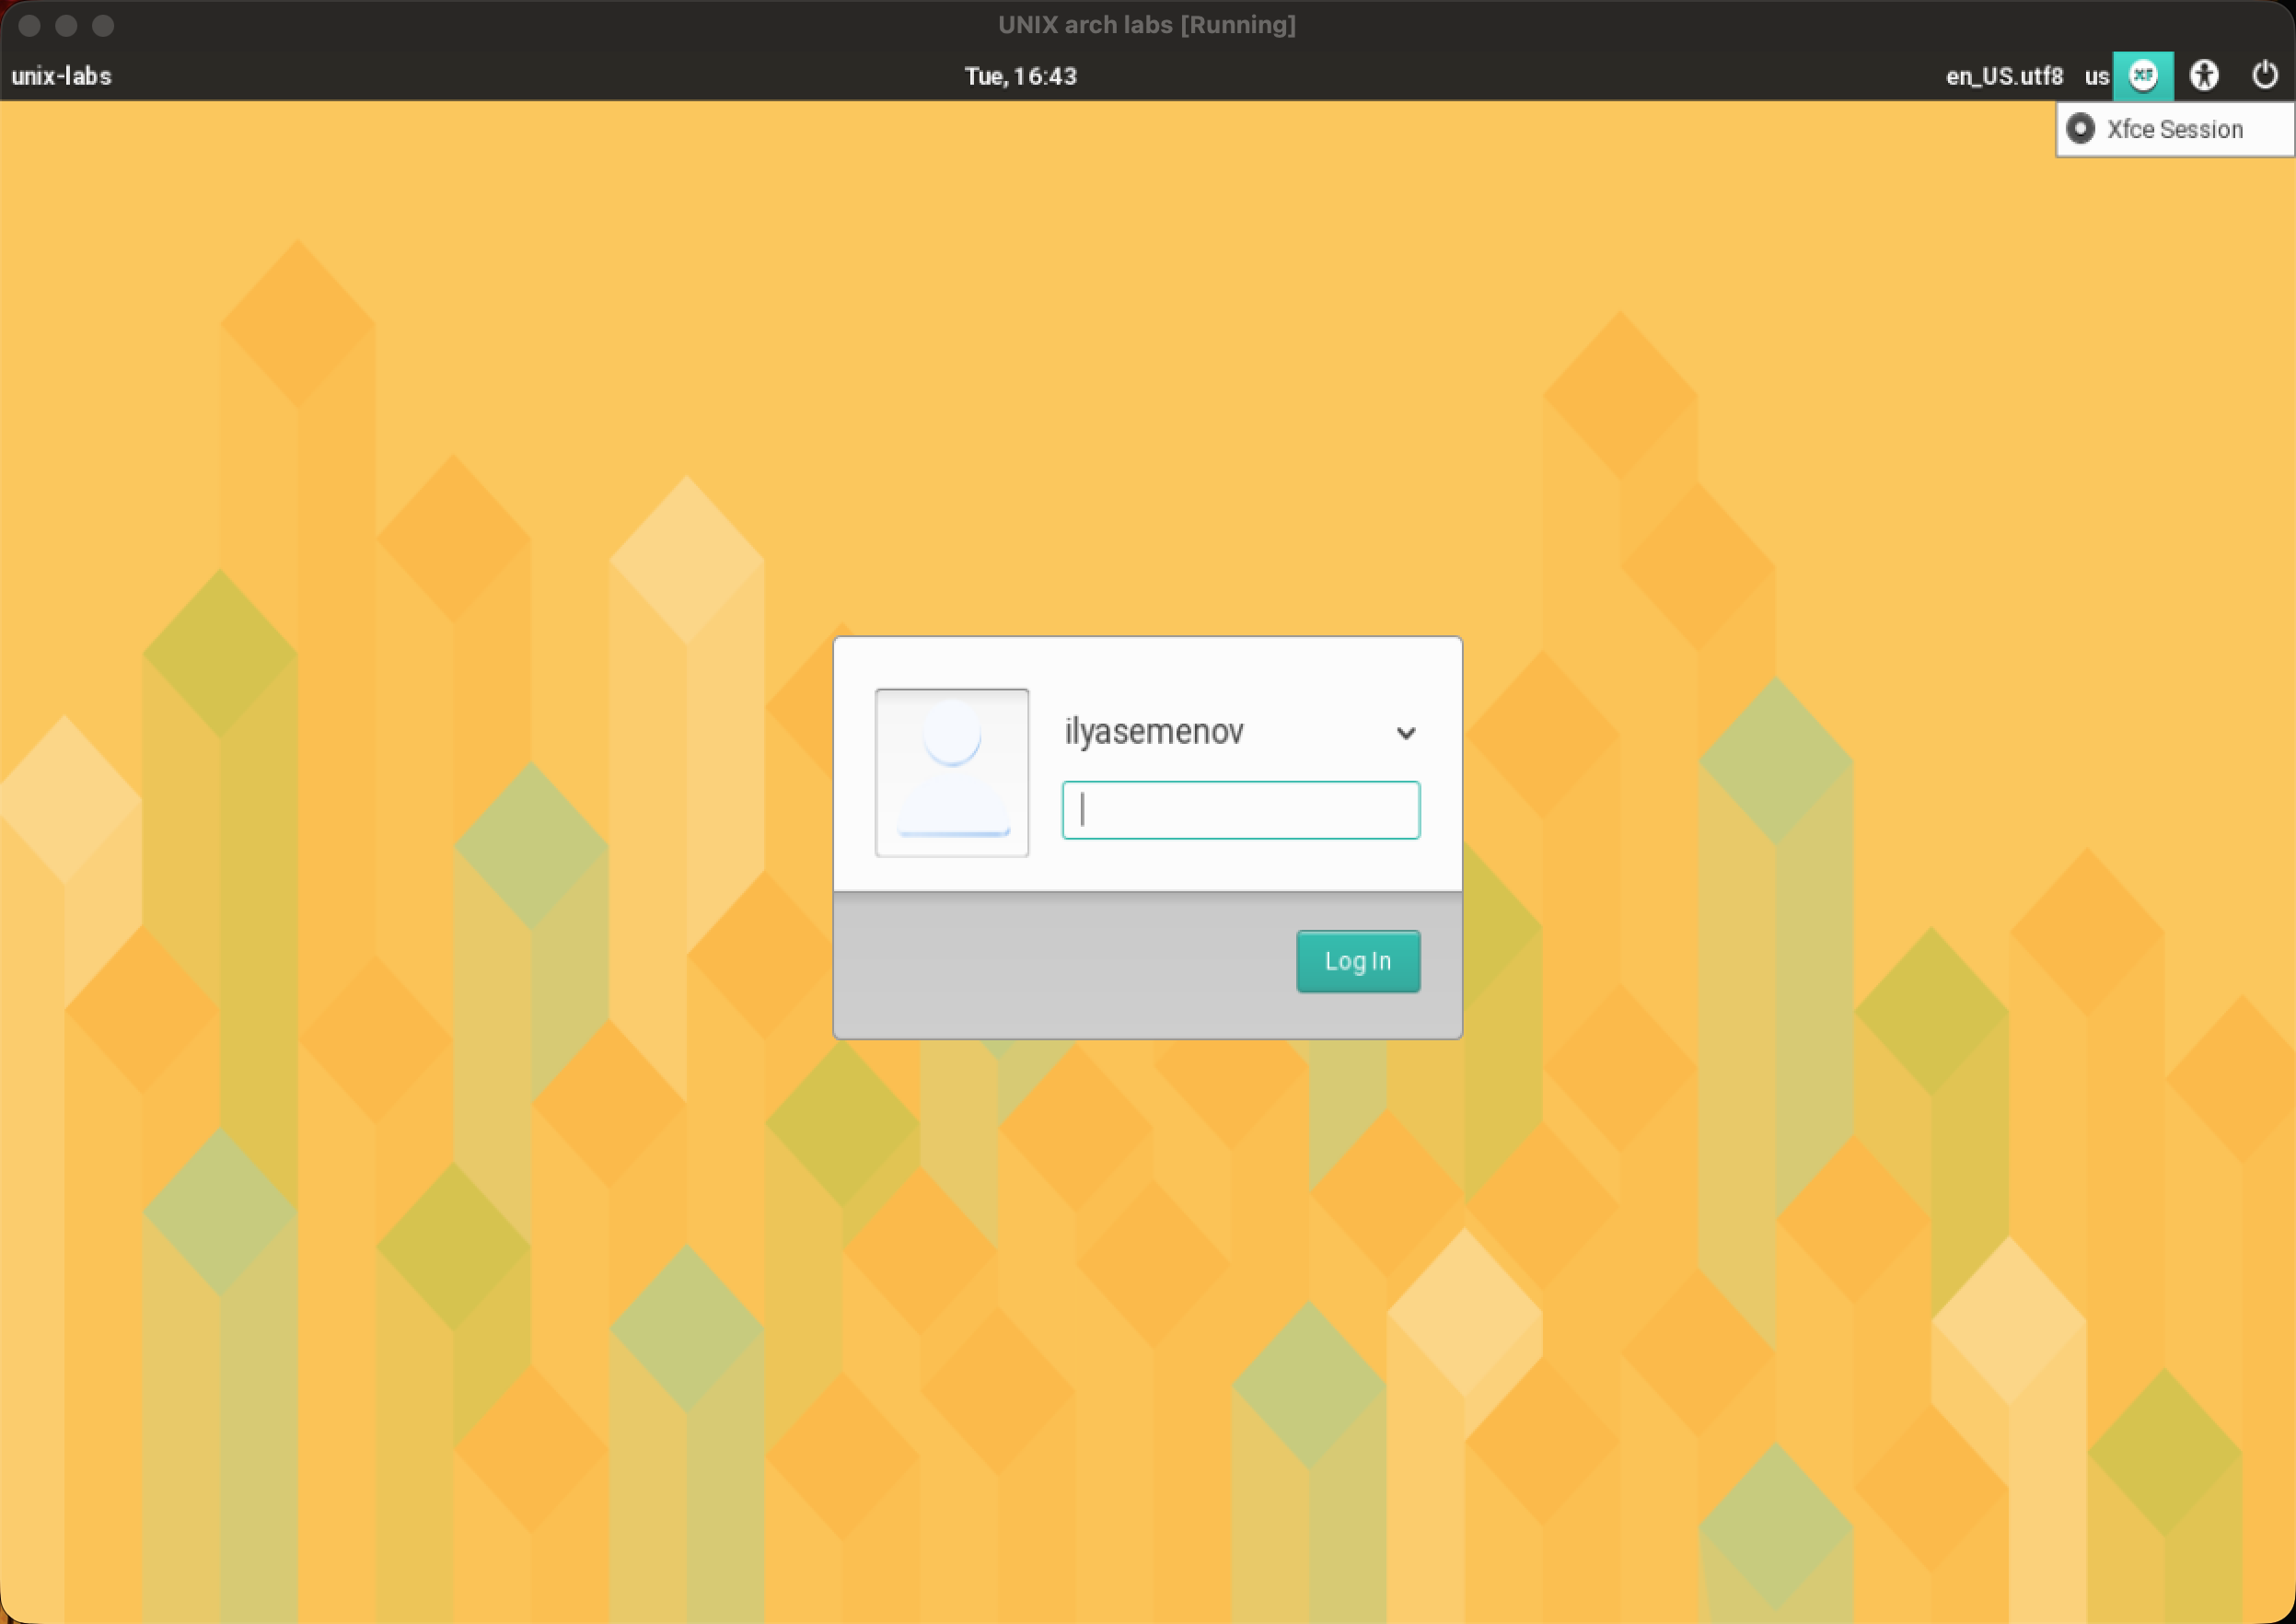 UNIX arch labs [Running]
unix-labs Tue, 16:43 en_US.utf8 us
Xfce Session
ilyasemenov
Log In